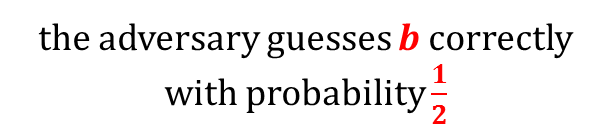 the adversary guesses b correctly
with probability 1/2